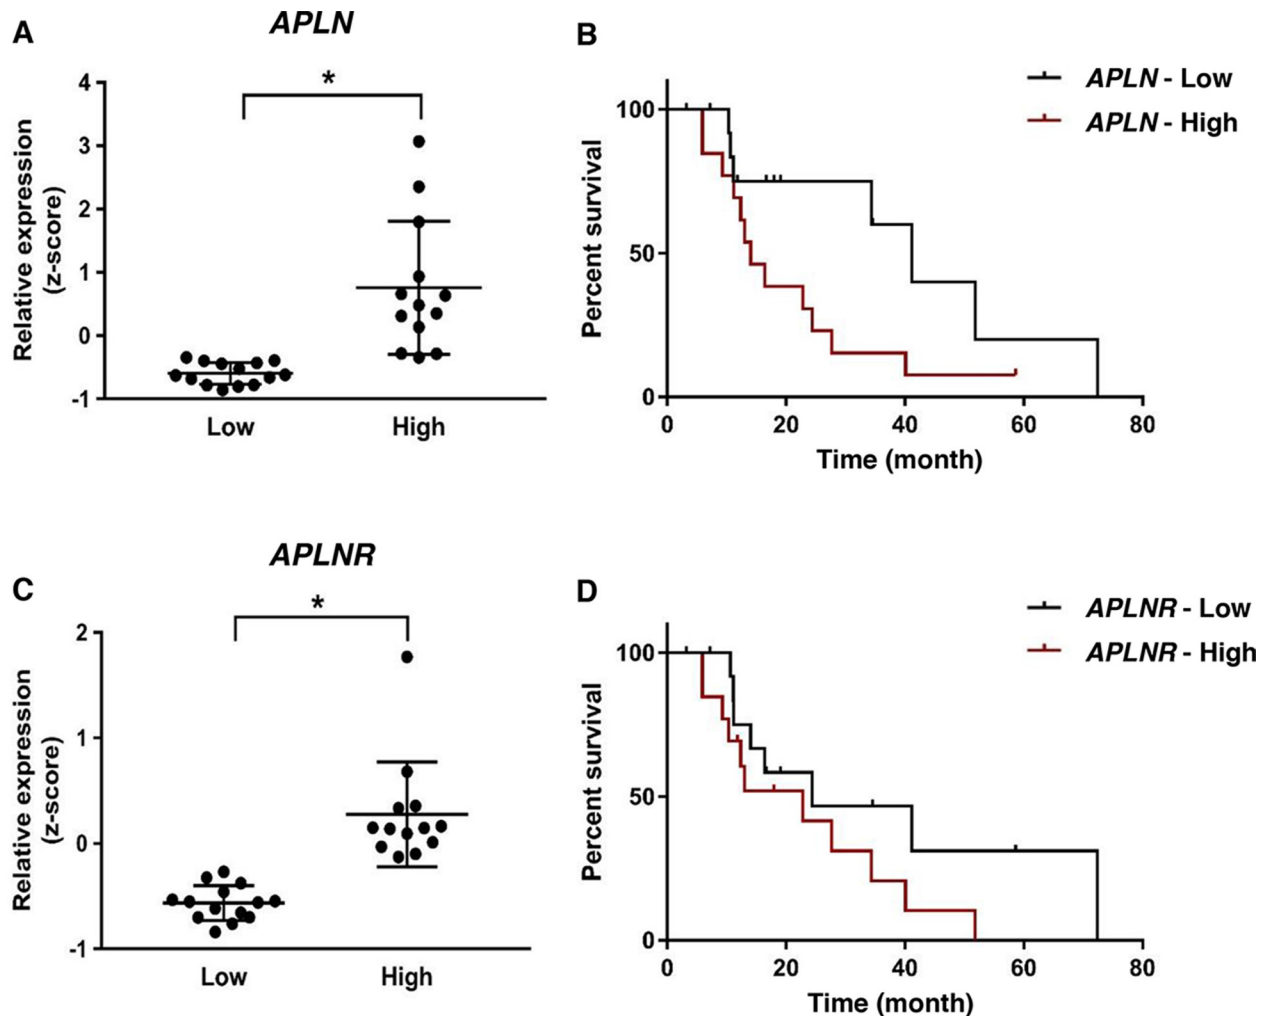 A
APLN
*
Relative expression
(z-score)
4
3
2
1
0
-1
Low
High
B
APLN - Low
APLN - High
Percent survival
100
50
0
0
20
40
60
80
Time (month)
C
APLNR
*
Relative expression
(z-score)
2
1
0
-1
Low
High
D
APLNR - Low
APLNR - High
Percent survival
100
50
0
0
20
40
60
80
Time (month)